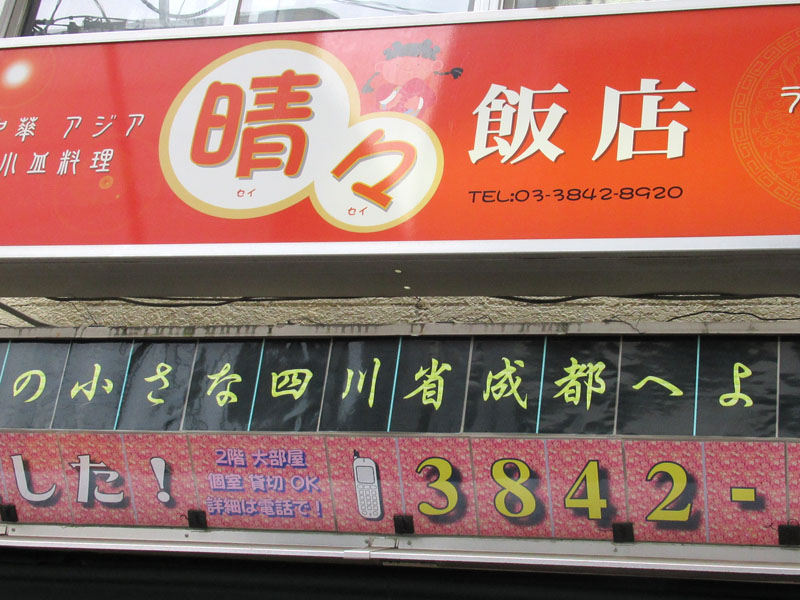 中華 アジア
小皿料理
晴々
セイ セイ
飯店
TEL:03-3842-8920
の小さな四川省成都へよ
した!
2階 大部屋
個室 貸切 OK
詳細は電話で!
3842-